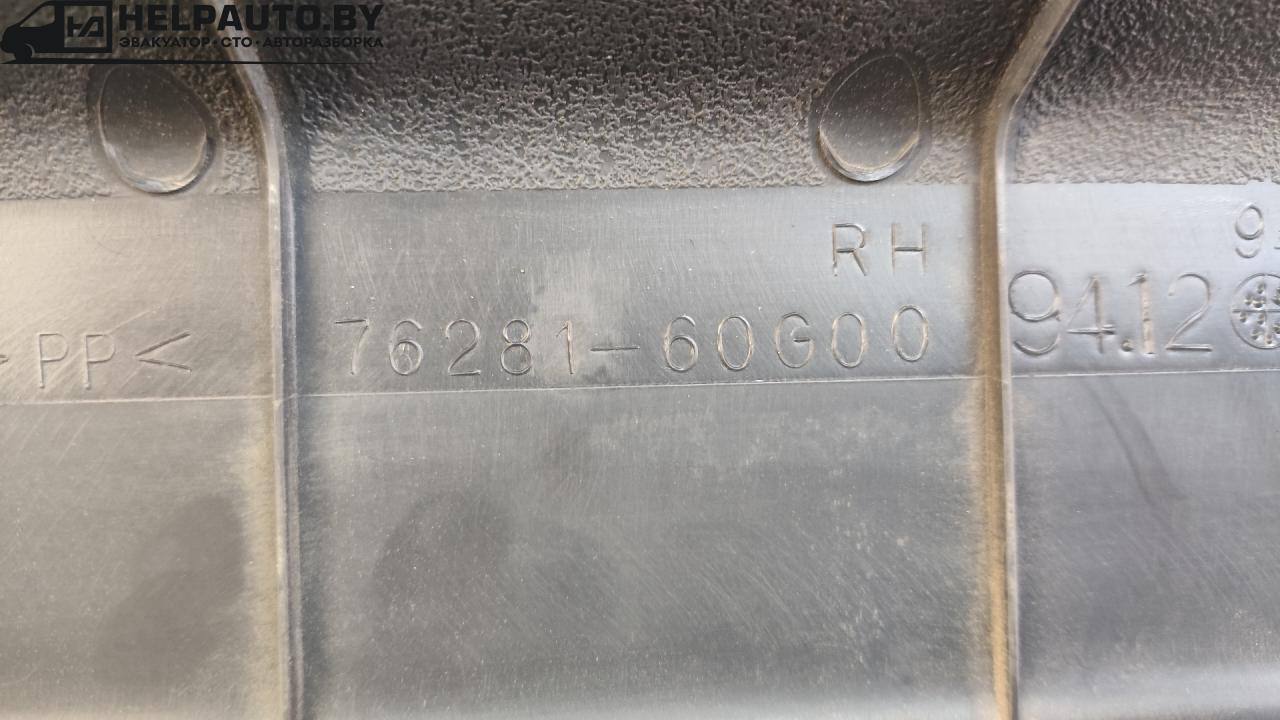 HELPAUTO.BY
ЭВАКУАТОР • СТО • АВТОРАЗБОРКА
RH
>PP<
76281-60G00
94.12